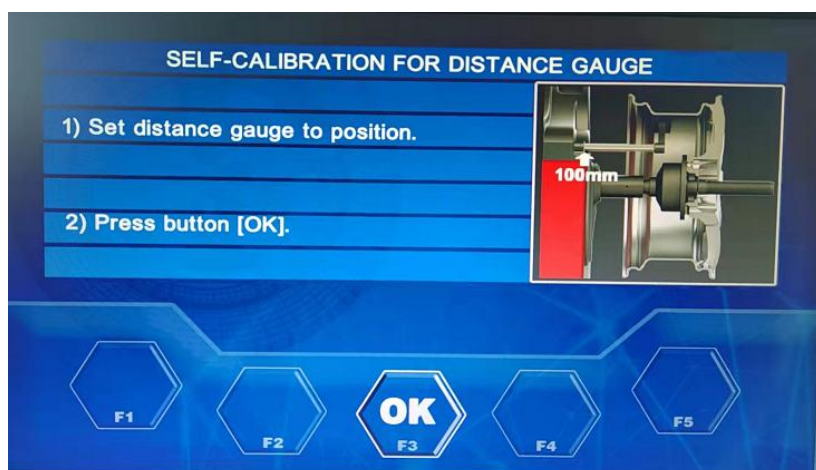 SELF-CALIBRATION FOR DISTANCE GAUGE
1) Set distance gauge to position.
100mm
2) Press button [OK].
F1
F2
OK
F3
F4
F5